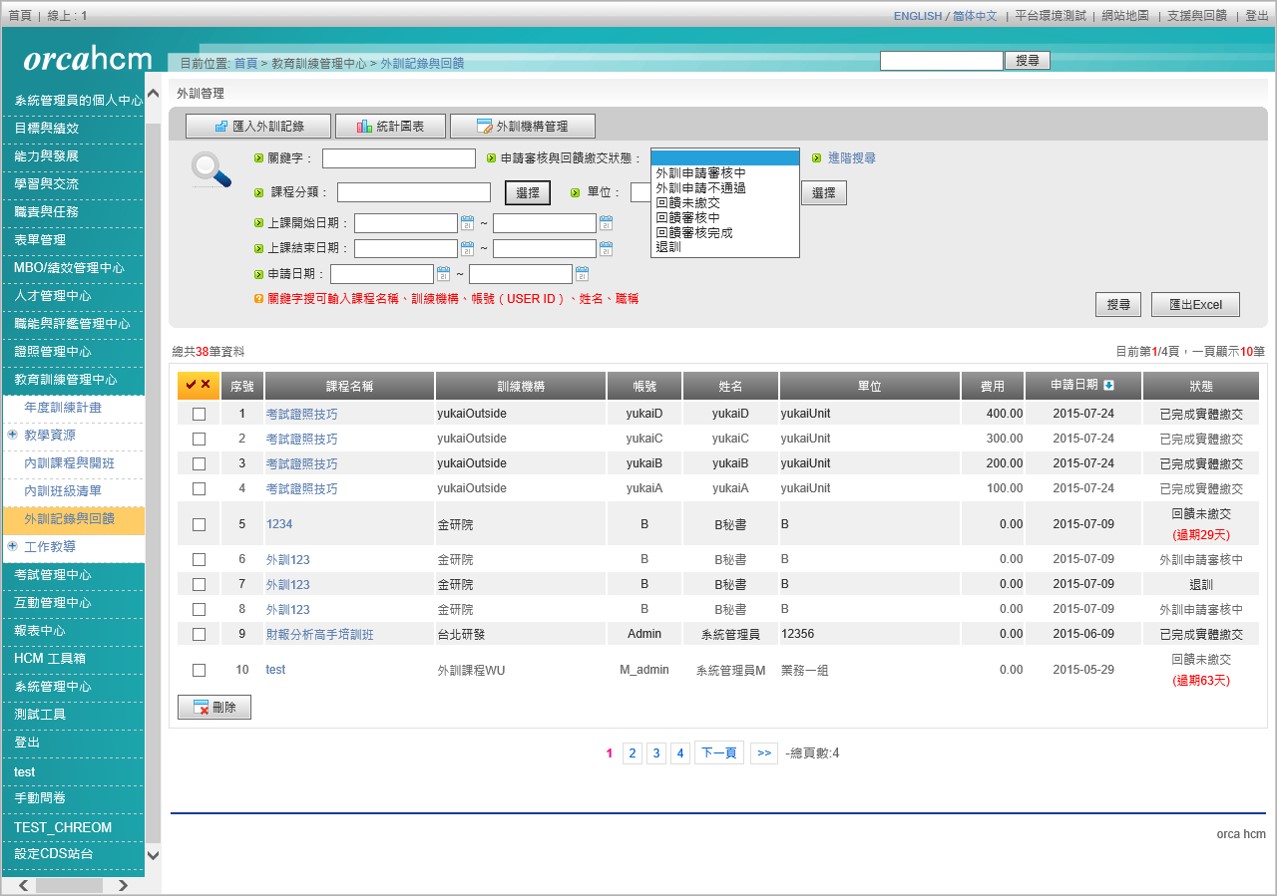 首頁 | 線上 : 1
ENGLISH / 简体中文 | 平台環境測試 | 網站地圖 | 支援與回饋 | 登出
orcahcm
目前位置: 首頁 > 教育訓練管理中心 > 外訓記錄與回饋
搜尋
系統管理員的個人中心
目標與績效
能力與發展
學習與交流
職責與任務
表單管理
MBO/績效管理中心
人才管理中心
職能與評鑑管理中心
證照管理中心
教育訓練管理中心
年度訓練計畫
教學資源
內訓課程與開班
內訓班級清單
外訓記錄與回饋
工作教導
考試管理中心
互動管理中心
報表中心
HCM 工具箱
系統管理中心
測試工具
登出
test
手動問卷
TEST_CHREOM
設定CDS站台
外訓管理
匯入外訓記錄 統計圖表 外訓機構管理
關鍵字： 申請審核與回饋繳交狀態： 進階搜尋
外訓申請審核中
外訓申請不通過
回饋未繳交
回饋審核中
回饋審核完成
退訓
課程分類： 選擇 單位： 選擇
上課開始日期： ~
上課結束日期： ~
申請日期： ~
關鍵字搜可輸入課程名稱、訓練機構、帳號（USER ID）、姓名、職稱
搜尋 匯出Excel
總共38筆資料 目前第1/4頁，一頁顯示10筆
序號 課程名稱 訓練機構 帳號 姓名 單位 費用 申請日期 狀態
1 考試證照技巧 yukaiOutside yukaiD yukaiD yukaiUnit 400.00 2015-07-24 已完成實體繳交
2 考試證照技巧 yukaiOutside yukaiC yukaiC yukaiUnit 300.00 2015-07-24 已完成實體繳交
3 考試證照技巧 yukaiOutside yukaiB yukaiB yukaiUnit 200.00 2015-07-24 已完成實體繳交
4 考試證照技巧 yukaiOutside yukaiA yukaiA yukaiUnit 100.00 2015-07-24 已完成實體繳交
5 1234 金研院 B B秘書 B 0.00 2015-07-09 回饋未繳交
(過期29天)
6 外訓123 金研院 B B秘書 B 0.00 2015-07-09 外訓申請審核中
7 外訓123 金研院 B B秘書 B 0.00 2015-07-09 退訓
8 外訓123 金研院 B B秘書 B 0.00 2015-07-09 外訓申請審核中
9 財報分析高手培訓班 台北研發 Admin 系統管理員 12356 0.00 2015-06-09 已完成實體繳交
10 test 外訓課程WU M_admin 系統管理員M 業務一組 0.00 2015-05-29 回饋未繳交
(過期63天)
刪除
1 2 3 4 下一頁 >> -總頁數:4
orca hcm